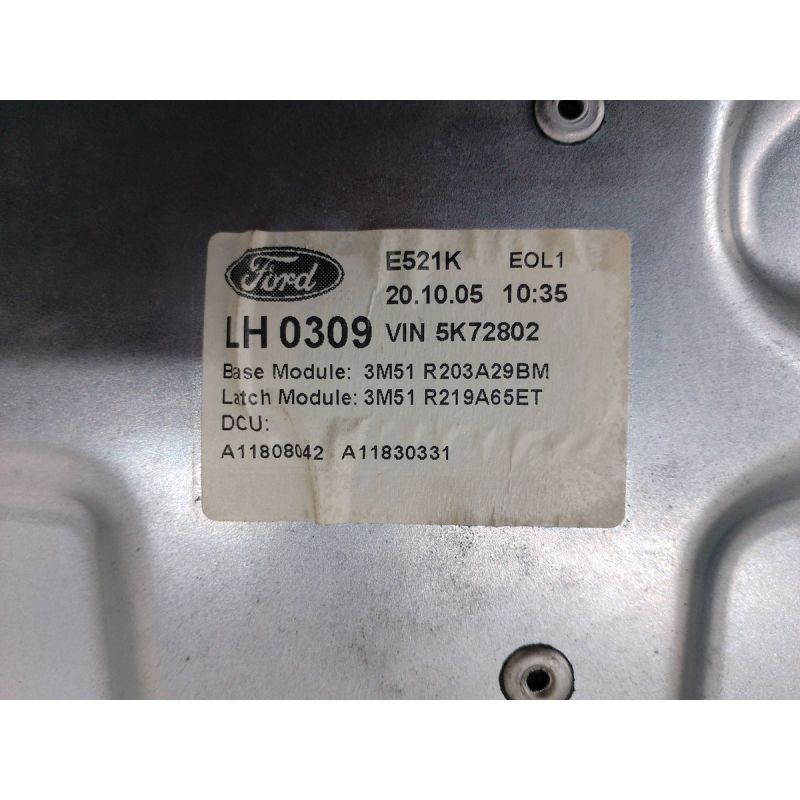 Ford E521K EOL1
20.10.05 10:35
LH 0309 VIN 5K72802
Base Module: 3M51 R203A29BM
Latch Module: 3M51 R219A65ET
DCU:
A11808042 A11830331